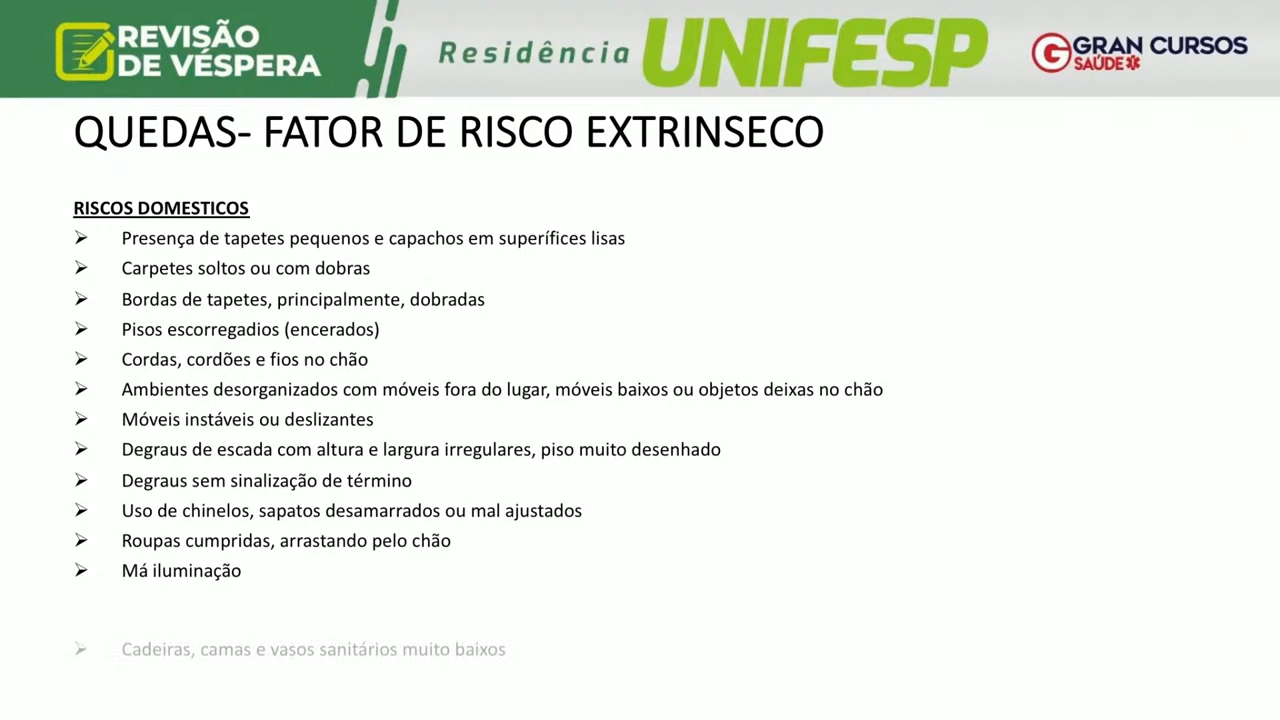 REVISÃO
DE VÉSPERA
Residência UNIFESP
GRAN CURSOS
SAÚDE
QUEDAS- FATOR DE RISCO EXTRINSECO
RISCOS DOMESTICOS
➢ Presença de tapetes pequenos e capachos em superífices lisas
➢ Carpetes soltos ou com dobras
➢ Bordas de tapetes, principalmente, dobradas
➢ Pisos escorregadios (encerados)
➢ Cordas, cordões e fios no chão
➢ Ambientes desorganizados com móveis fora do lugar, móveis baixos ou objetos deixas no chão
➢ Móveis instáveis ou deslizantes
➢ Degraus de escada com altura e largura irregulares, piso muito desenhado
➢ Degraus sem sinalização de término
➢ Uso de chinelos, sapatos desamarrados ou mal ajustados
➢ Roupas cumpridas, arrastando pelo chão
➢ Má iluminação
➢ Cadeiras, camas e vasos sanitários muito baixos